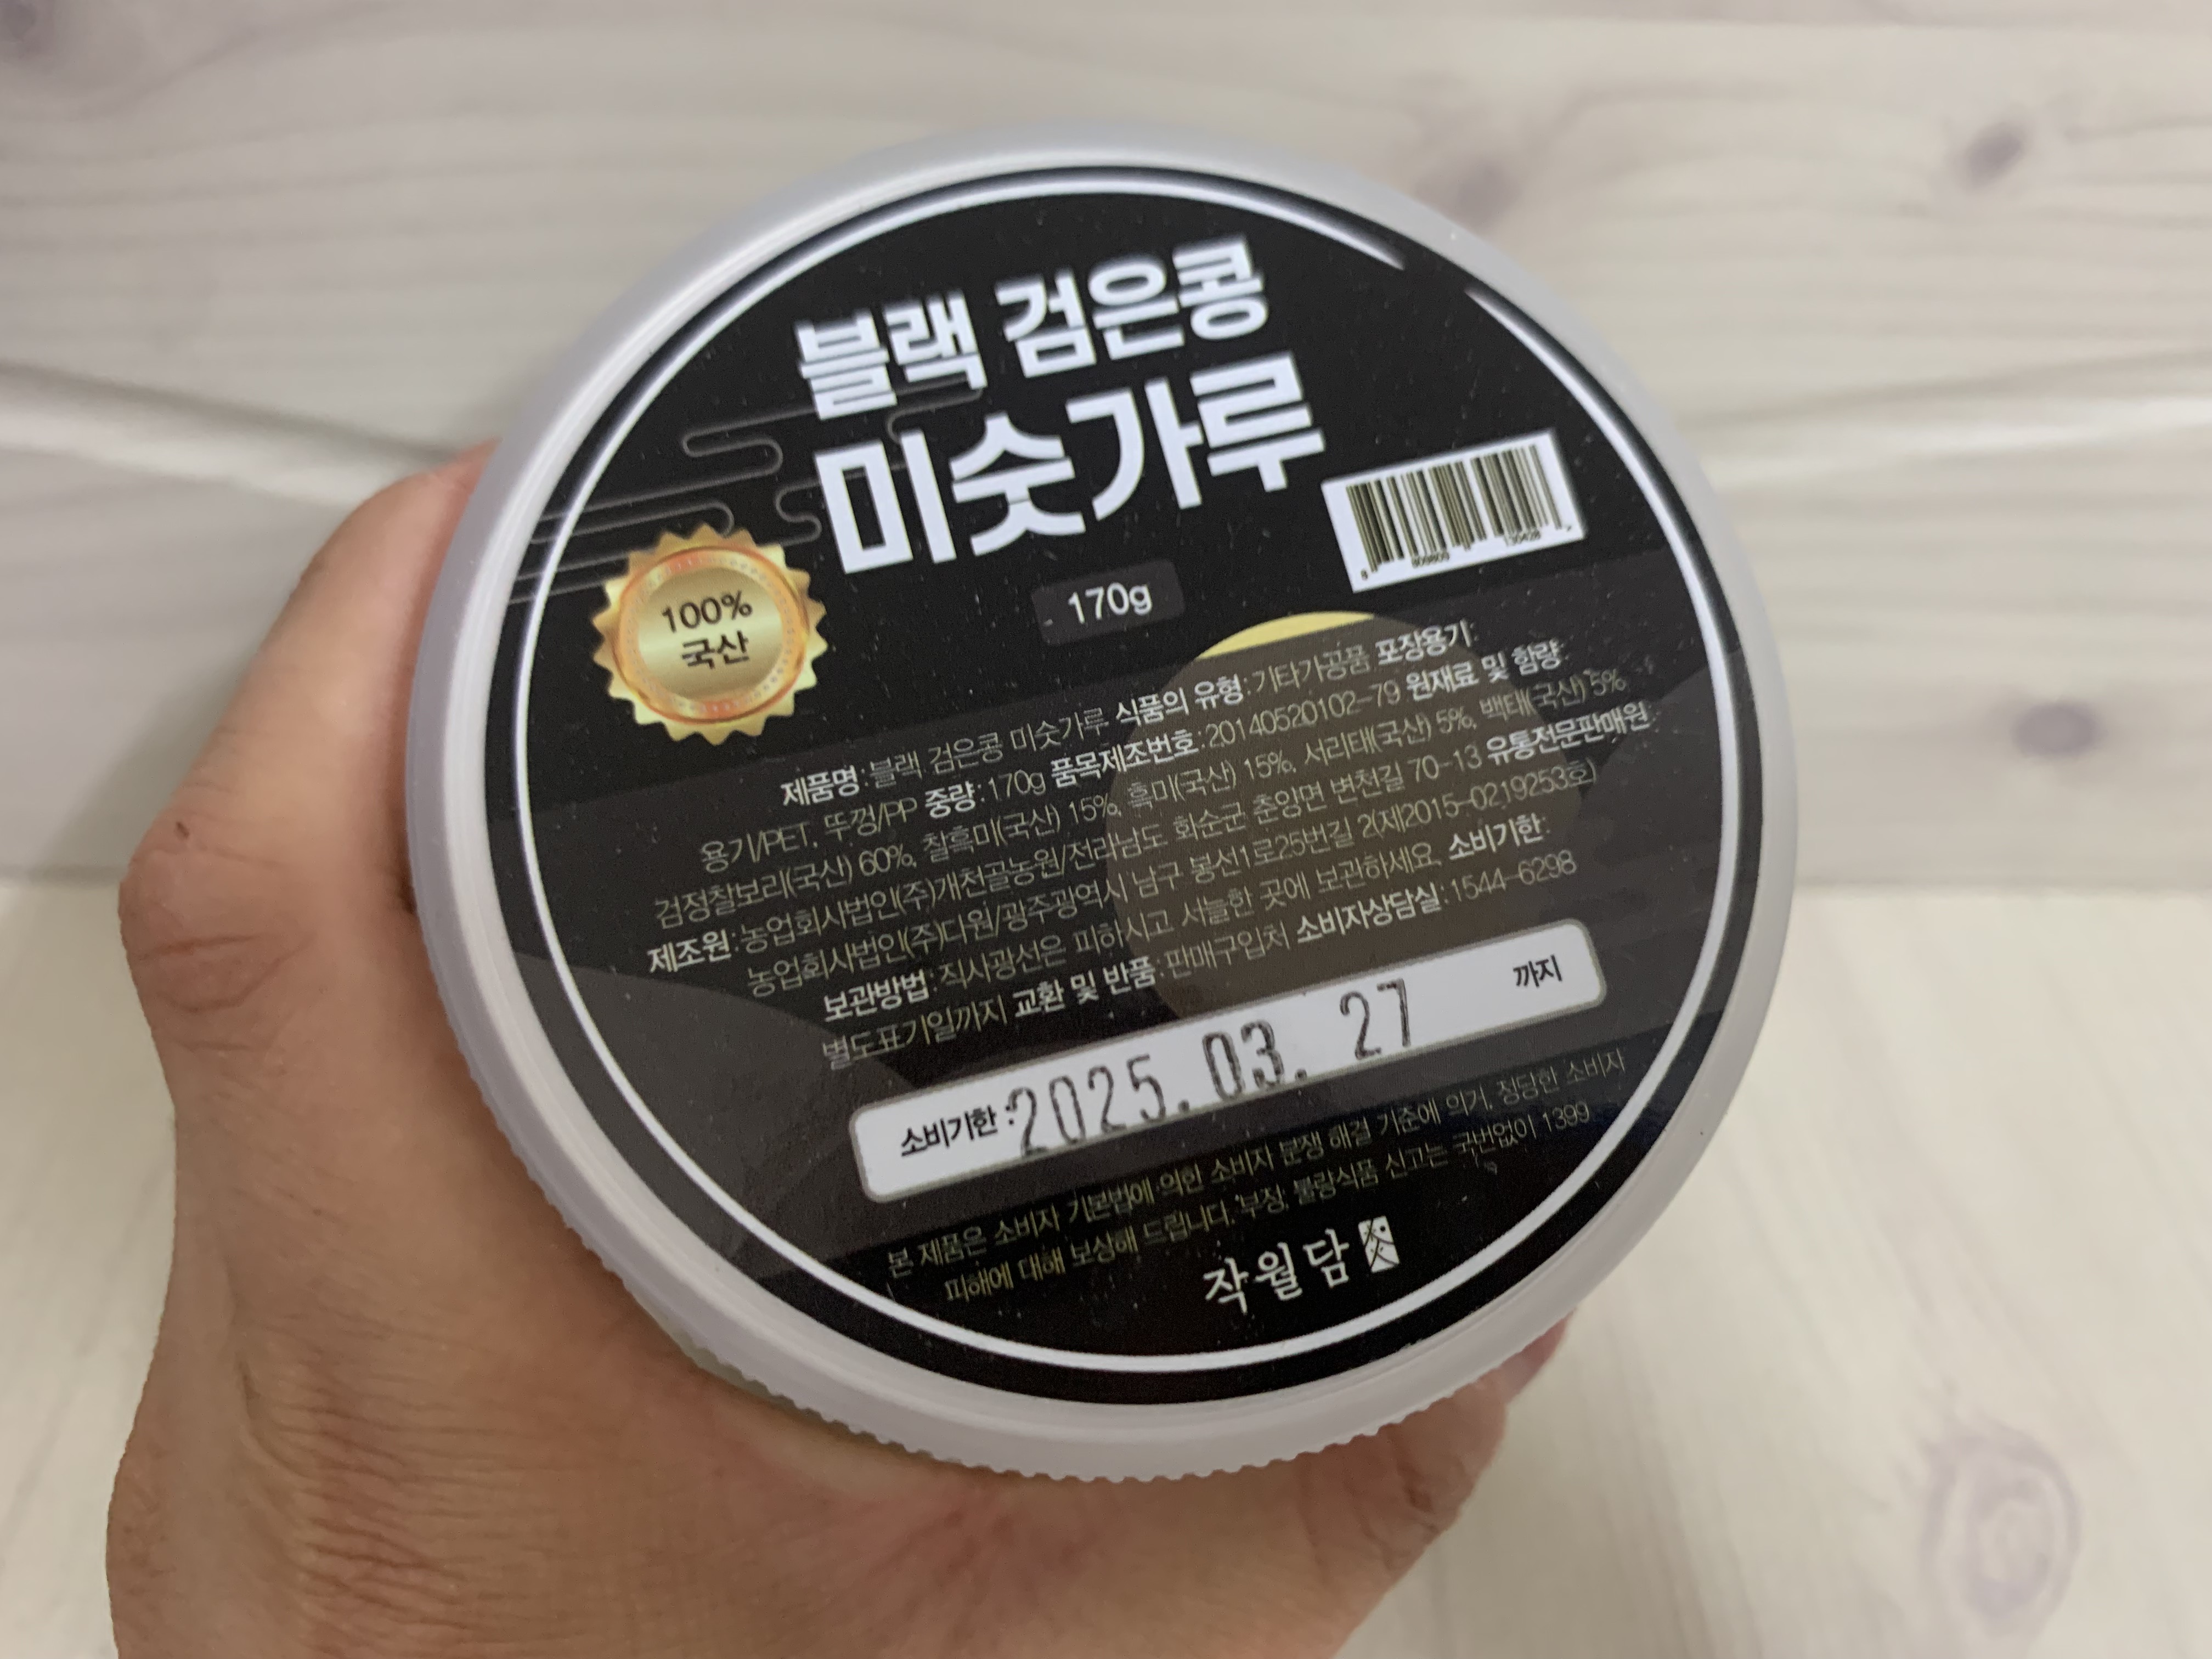 블랙 검은콩
미숫가루
170g
100%
국산
제품명:블랙 검은콩 미숫가루 식품의 유형:기타가공품 포장용기:
용기/PET, 뚜껑/PP 중량:170g 품목제조번호:20140520102-79 원재료 및 함량:
검정찰보리(국산) 60%, 찰흑미(국산) 15%, 흑미(국산) 15%, 서리태(국산) 5%, 백태(국산) 5%
제조원:농업회사법인(주)개천골농원/전라남도 화순군 춘양면 변천길 70-13 유통전문판매원:
농업회사법인(주)다원/광주광역시 남구 봉선1로25번길 2(제2015-0219253호)
보관방법:직사광선은 피하시고 서늘한 곳에 보관하세요. 소비기한:
별도표기일까지 교환 및 반품:판매구입처 소비자상담실:1544-6298
소비기한 :2025.03. 27 까지
본 제품은 소비자 기본법에 의한 소비자 분쟁 해결 기준에 의거, 정당한 소비자
피해에 대해 보상해 드립니다. 부정, 불량식품 신고는 국번없이 1399
작월담